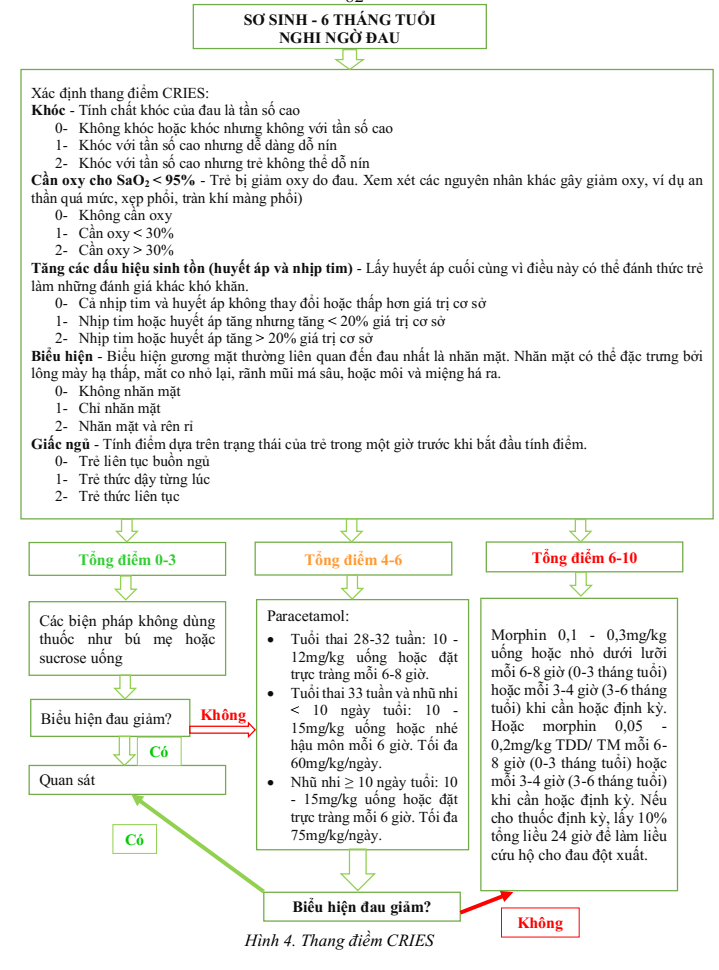 SƠ SINH - 6 THÁNG TUỔI
NGHI NGỜ ĐAU
Xác định thang điểm CRIES:
Khóc - Tính chất khóc của đau là tần số cao
0- Không khóc hoặc khóc nhưng không với tần số cao
1- Khóc với tần số cao nhưng dễ dàng dỗ nín
2- Khóc với tần số cao nhưng trẻ không thể dỗ nín
Cần oxy cho SaO₂ < 95% - Trẻ bị giảm oxy do đau. Xem xét các nguyên nhân khác gây giảm oxy, ví dụ an
thần quá mức, xẹp phổi, tràn khí màng phổi)
0- Không cần oxy
1- Cần oxy < 30%
2- Cần oxy > 30%
Tăng các dấu hiệu sinh tồn (huyết áp và nhịp tim) - Lấy huyết áp cuối cùng vì điều này có thể đánh thức trẻ
làm những đánh giá khác khó khăn.
0- Cả nhịp tim và huyết áp không thay đổi hoặc thấp hơn giá trị cơ sở
1- Nhịp tim hoặc huyết áp tăng nhưng tăng < 20% giá trị cơ sở
2- Nhịp tim hoặc huyết áp tăng > 20% giá trị cơ sở
Biểu hiện - Biểu hiện gương mặt thường liên quan đến đau nhất là nhăn mặt. Nhăn mặt có thể đặc trưng bởi
lông mày hạ thấp, mắt co nhỏ lại, rãnh mũi má sâu, hoặc môi và miệng há ra.
0- Không nhăn mặt
1- Chỉ nhăn mặt
2- Nhăn mặt và rên rỉ
Giấc ngủ - Tính điểm dựa trên trạng thái của trẻ trong một giờ trước khi bắt đầu tính điểm.
0- Trẻ liên tục buồn ngủ
1- Trẻ thức dậy từng lúc
2- Trẻ thức liên tục
Tổng điểm 0-3
Các biện pháp không dùng
thuốc như bú mẹ hoặc
sucrose uống
Biểu hiện đau giảm?
Không
Có
Quan sát
Có
Tổng điểm 4-6
Paracetamol:
• Tuổi thai 28-32 tuần: 10 -
12mg/kg uống hoặc đặt
trực tràng mỗi 6-8 giờ.
• Tuổi thai 33 tuần và nhũ nhi
< 10 ngày tuổi: 10 -
15mg/kg uống hoặc nhé
hậu môn mỗi 6 giờ. Tối đa
60mg/kg/ngày.
• Nhũ nhi ≥ 10 ngày tuổi: 10
- 15mg/kg uống hoặc đặt
trực tràng mỗi 6 giờ. Tối đa
75mg/kg/ngày.
Biểu hiện đau giảm?
Không
Tổng điểm 6-10
Morphin 0,1 - 0,3mg/kg
uống hoặc nhỏ dưới lưỡi
mỗi 6-8 giờ (0-3 tháng tuổi)
hoặc mỗi 3-4 giờ (3-6 tháng
tuổi) khi cần hoặc định kỳ.
Hoặc morphin 0,05 -
0,2mg/kg TDD/ TM mỗi 6-
8 giờ (0-3 tháng tuổi) hoặc
mỗi 3-4 giờ (3-6 tháng tuổi)
khi cần hoặc định kỳ. Nếu
cho thuốc định kỳ, lấy 10%
tổng liều 24 giờ để làm liều
cứu hộ cho đau đột xuất.
Hình 4. Thang điểm CRIES